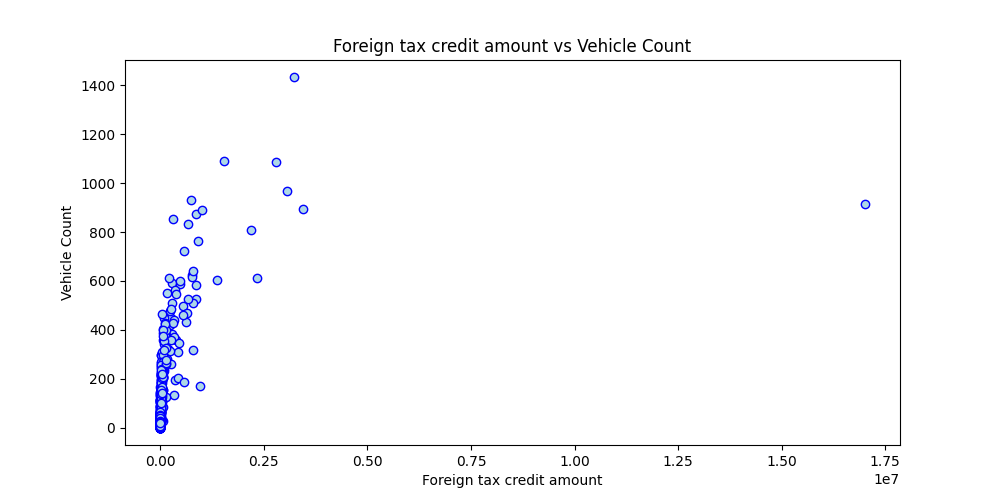 Foreign tax credit amount vs Vehicle Count
1400
1200
1000
800
600
400
200
0
Vehicle Count
0.00 0.25 0.50 0.75 1.00 1.25 1.50 1.75
1e7
Foreign tax credit amount